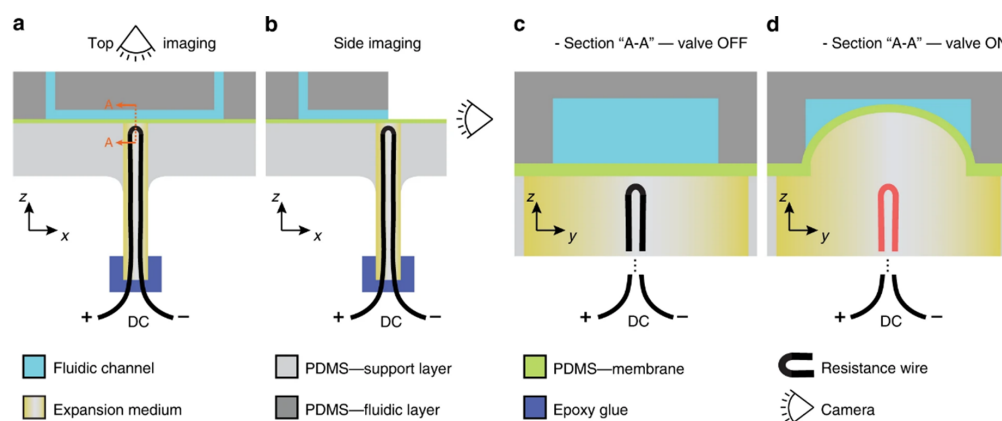 a
b
c
d
Top imaging
Side imaging
- Section “A-A” — valve OFF
- Section “A-A” — valve ON
A
A
z
x
z
x
z
y
z
y
+ DC −
+ DC −
+ DC −
+ DC −
Fluidic channel
PDMS—support layer
PDMS—membrane
Resistance wire
Expansion medium
PDMS—fluidic layer
Epoxy glue
Camera